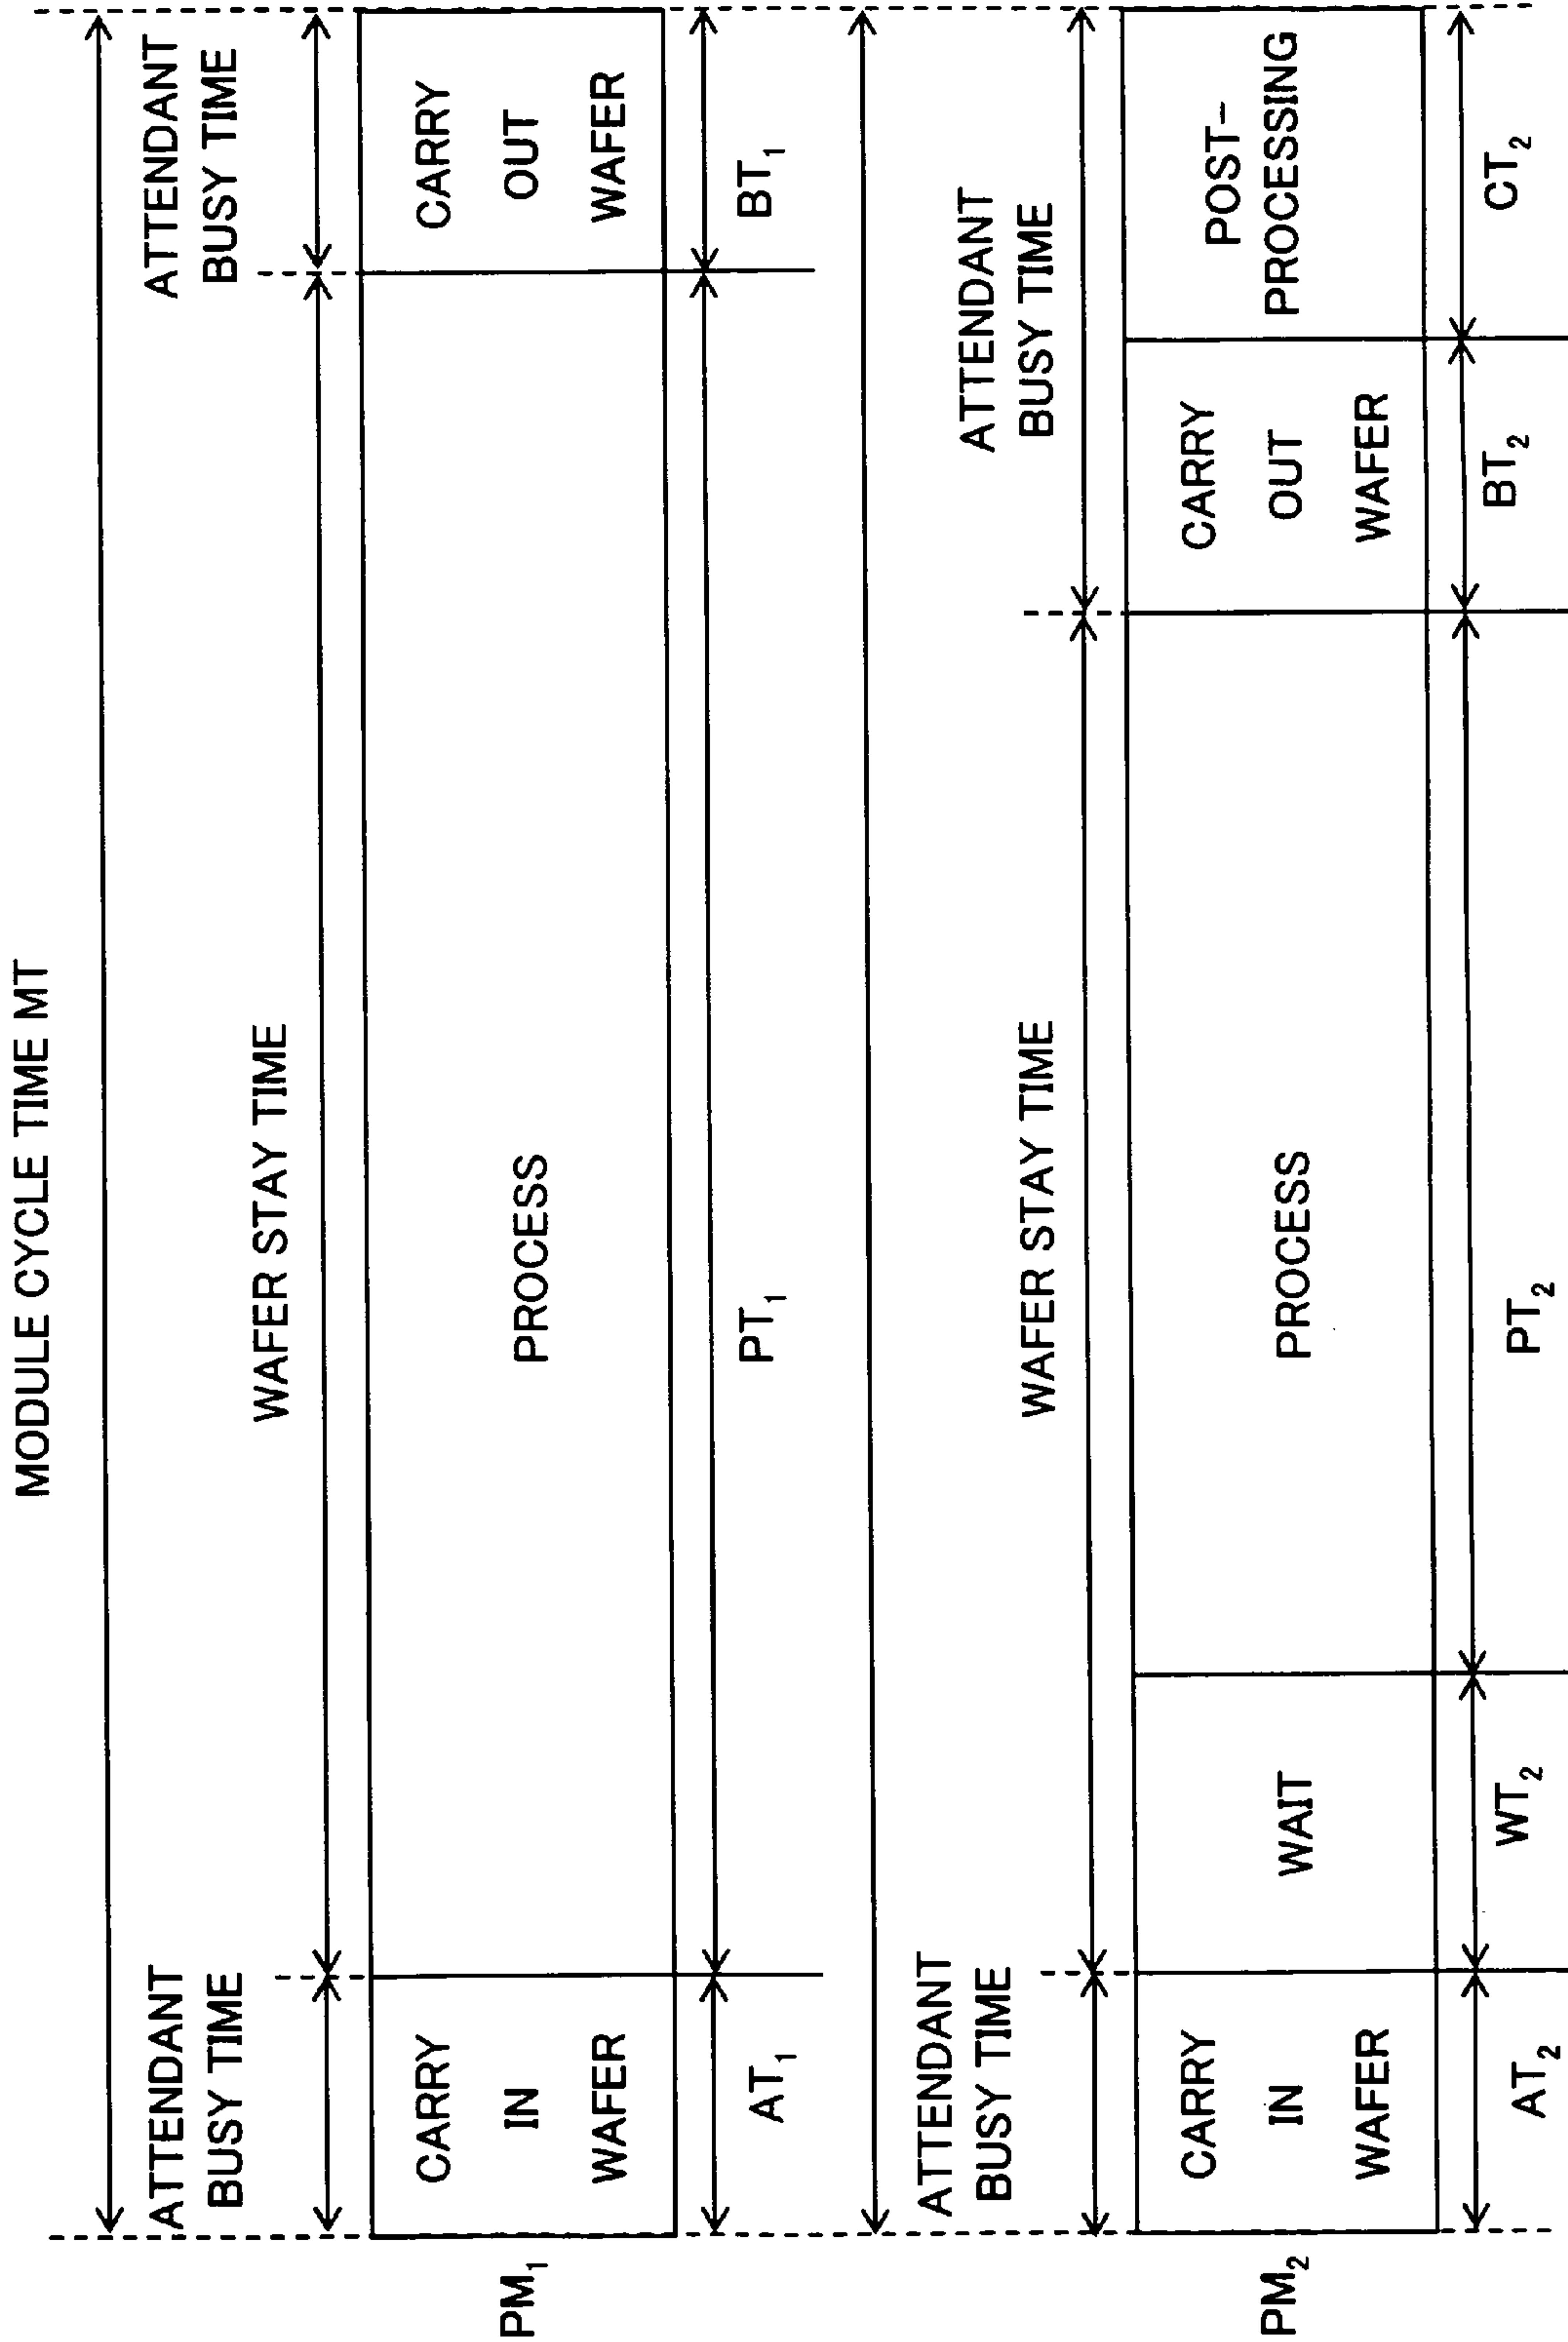 MODULE CYCLE TIME MT
ATTENDANT
BUSY TIME
WAFER STAY TIME
ATTENDANT
BUSY TIME
PM1
CARRY
IN
WAFER
PROCESS
CARRY
OUT
WAFER
AT1
PT1
BT1
ATTENDANT
BUSY TIME
WAFER STAY TIME
ATTENDANT
BUSY TIME
PM2
CARRY
IN
WAFER
WAIT
PROCESS
CARRY
OUT
WAFER
POST-
PROCESSING
AT2
WT2
PT2
BT2
CT2